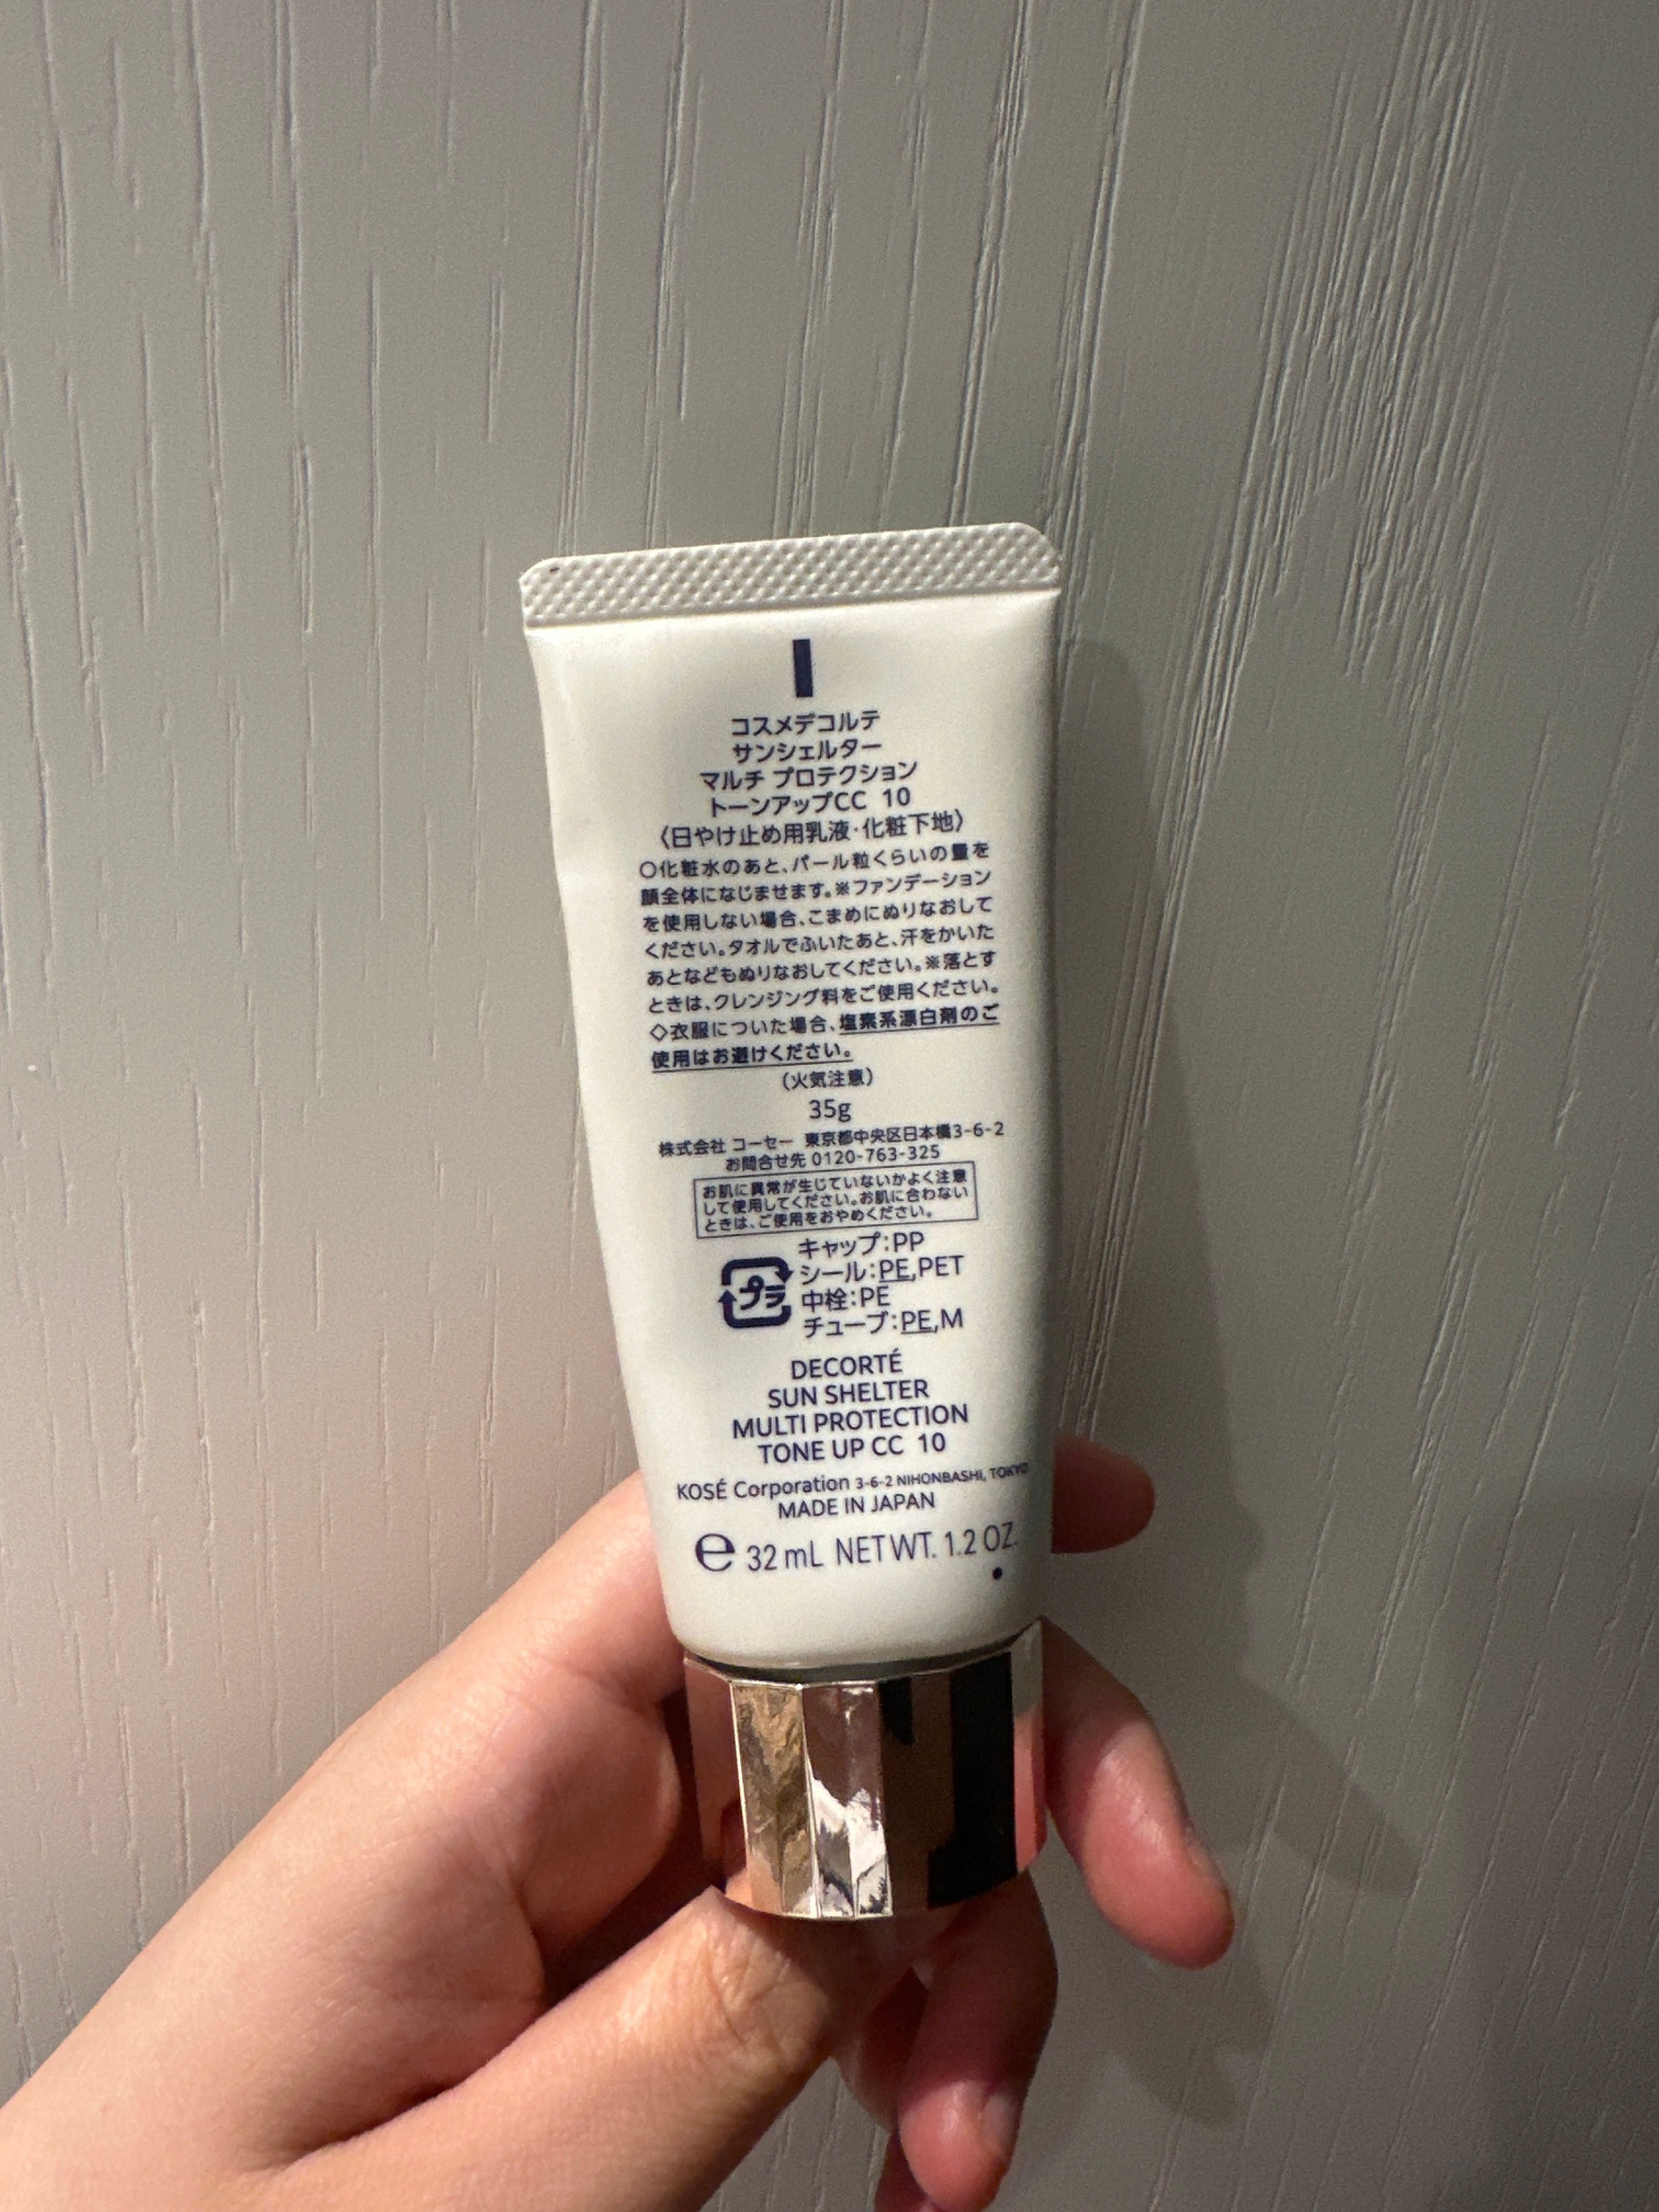 コスメデコルテ
サンシェルター
マルチ プロテクション
トーンアップCC 10
〈日やけ止め用乳液・化粧下地〉
○化粧水のあと、パール粒くらいの量を
顔全体になじませます。※ファンデーション
を使用しない場合、こまめにぬりなおして
ください。タオルでふいたあと、汗をかいた
あとなどもぬりなおしてください。※落とす
ときは、クレンジング料をご使用ください。
◇衣服についた場合、塩素系漂白剤のご
使用はお避けください。
（火気注意）
35g
株式会社 コーセー 東京都中央区日本橋3-6-2
お問合せ先 0120-763-325
お肌に異常が生じていないかよく注意
して使用してください。お肌に合わない
ときは、ご使用をおやめください。
プラ
キャップ：PP
シール：PE,PET
中栓：PE
チューブ：PE,M
DECORTÉ
SUN SHELTER
MULTI PROTECTION
TONE UP CC 10
KOSÉ Corporation 3-6-2 NIHONBASHI, TOKYO
MADE IN JAPAN
℮ 32 mL NET WT. 1.2 OZ.